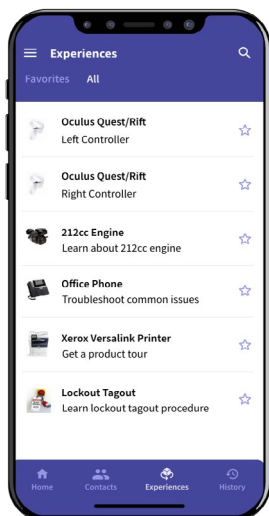 Experiences
Favorites All
Oculus Quest/Rift
Left Controller
Oculus Quest/Rift
Right Controller
212cc Engine
Learn about 212cc engine
Office Phone
Troubleshoot common issues
Xerox Versalink Printer
Get a product tour
Lockout Tagout
Learn lockout tagout procedure
Home Contacts Experiences History